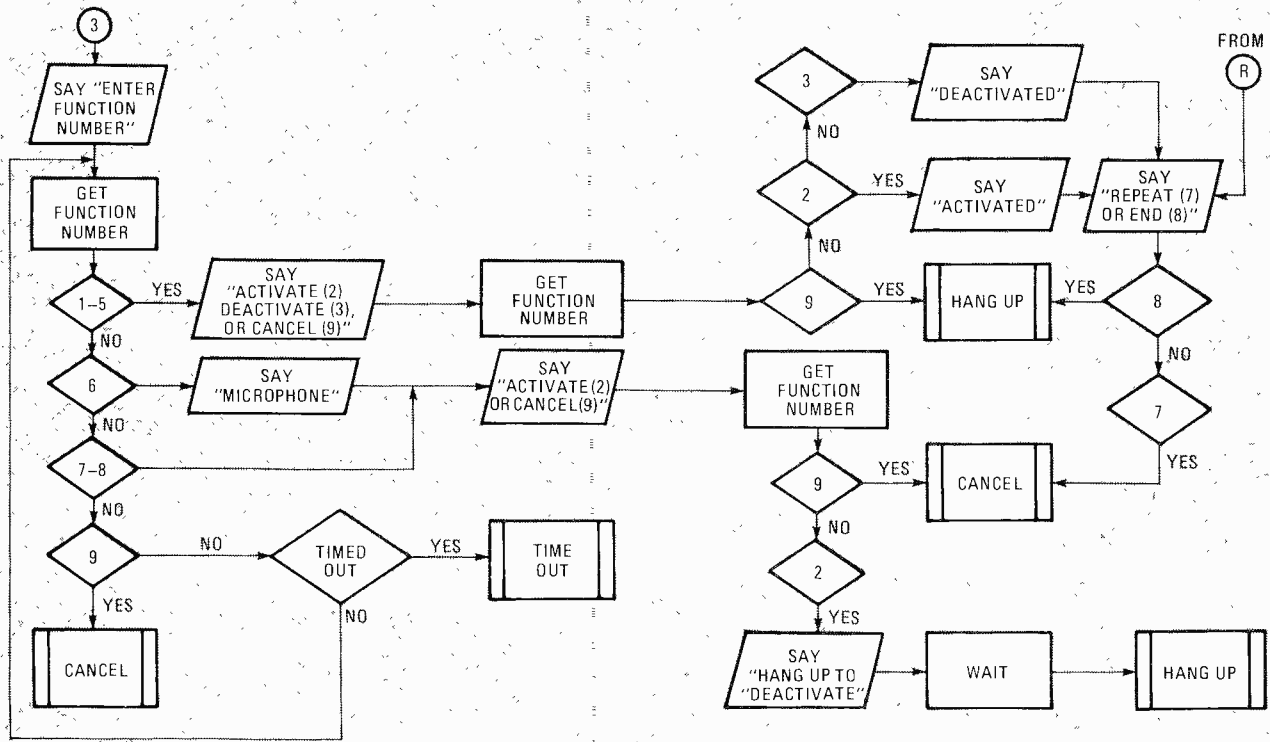 3
SAY "ENTER
FUNCTION
NUMBER"
GET
FUNCTION
NUMBER
1–5
YES
SAY
"ACTIVATE (2)
DEACTIVATE (3),
OR CANCEL (9)"
GET
FUNCTION
NUMBER
NO
6
SAY
"MICROPHONE"
SAY
"ACTIVATE (2)
OR CANCEL (9)"
NO
7–8
NO
9
NO
TIMED
OUT
YES
TIME
OUT
YES
NO
CANCEL
FROM
R
3
SAY
"DEACTIVATED"
NO
2
YES
SAY
"ACTIVATED"
SAY
"REPEAT (7)
OR END (8)"
NO
9
YES
HANG UP
YES
8
NO
7
YES
GET
FUNCTION
NUMBER
9
YES
CANCEL
NO
2
YES
SAY
"HANG UP TO
"DEACTIVATE"
WAIT
HANG UP